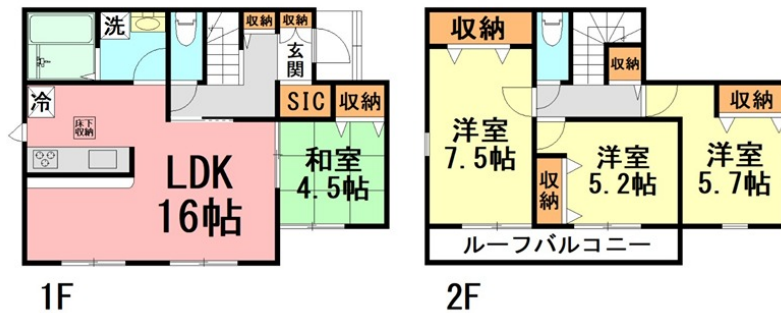 洗
収納
収納
玄関
冷
床下
収納
SIC
収納
LDK
16帖
和室
4.5帖
1F
収納
収納
収納
洋室
7.5帖
洋室
5.2帖
洋室
5.7帖
収納
ルーフバルコニー
2F